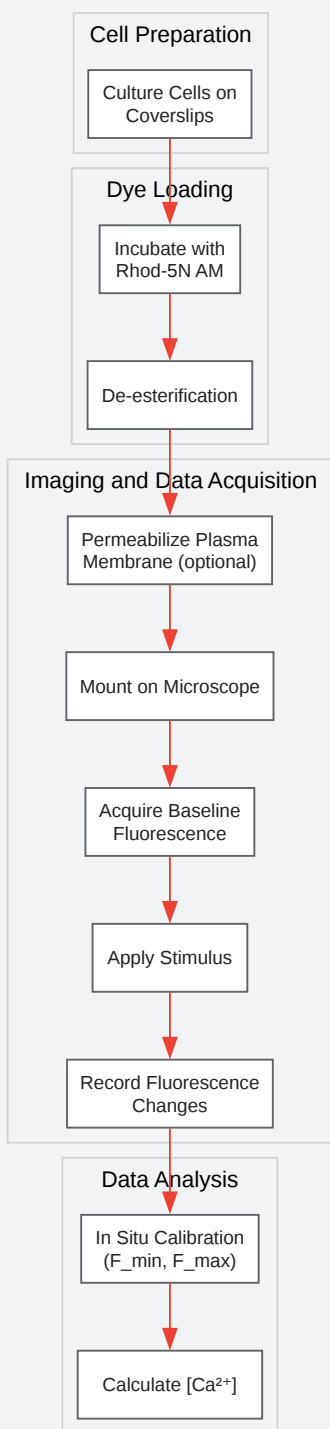 Cell Preparation
Culture Cells on
Coverslips
Dye Loading
Incubate with
Rhod-5N AM
De-esterification
Imaging and Data Acquisition
Permeabilize Plasma
Membrane (optional)
Mount on Microscope
Acquire Baseline
Fluorescence
Apply Stimulus
Record Fluorescence
Changes
Data Analysis
In Situ Calibration
(F_min, F_max)
Calculate [Ca²⁺]